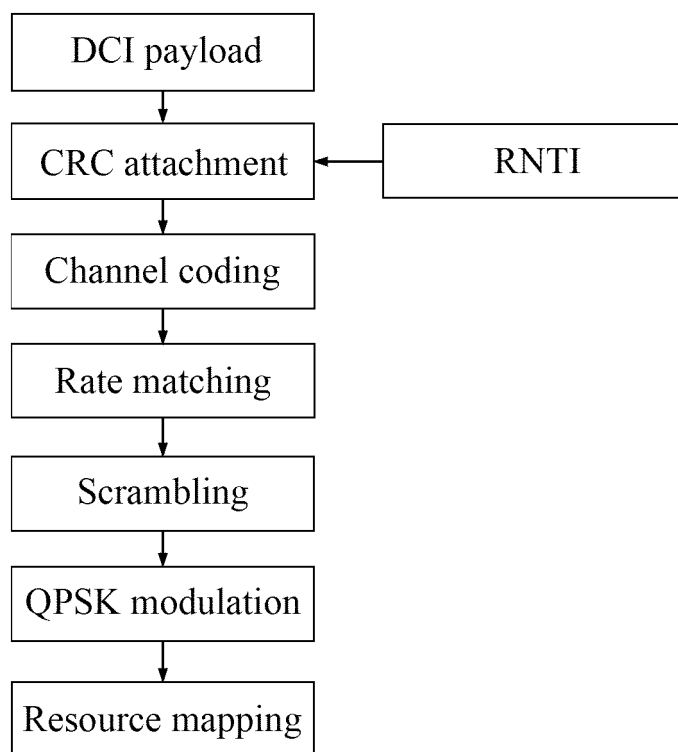 DCI payload
CRC attachment
RNTI
Channel coding
Rate matching
Scrambling
QPSK modulation
Resource mapping